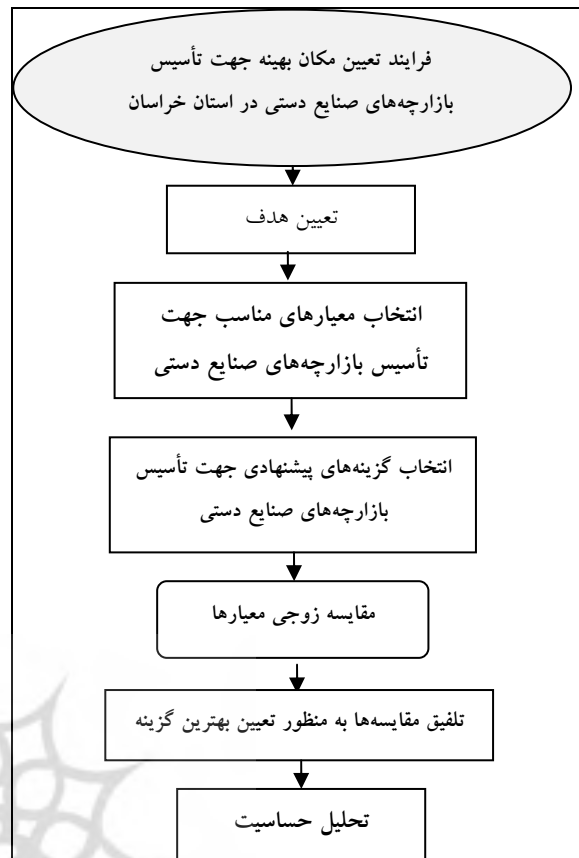 فرایند تعیین مکان بهینه جهت تأسیس
بازارچه‌های صنایع دستی در استان خراسان
تعیین هدف
انتخاب معیارهای مناسب جهت
تأسیس بازارچه‌های صنایع دستی
انتخاب گزینه‌های پیشنهادی جهت تأسیس
بازارچه‌های صنایع دستی
مقایسه زوجی معیارها
تلفیق مقایسه‌ها به منظور تعیین بهترین گزینه
تحلیل حساسیت